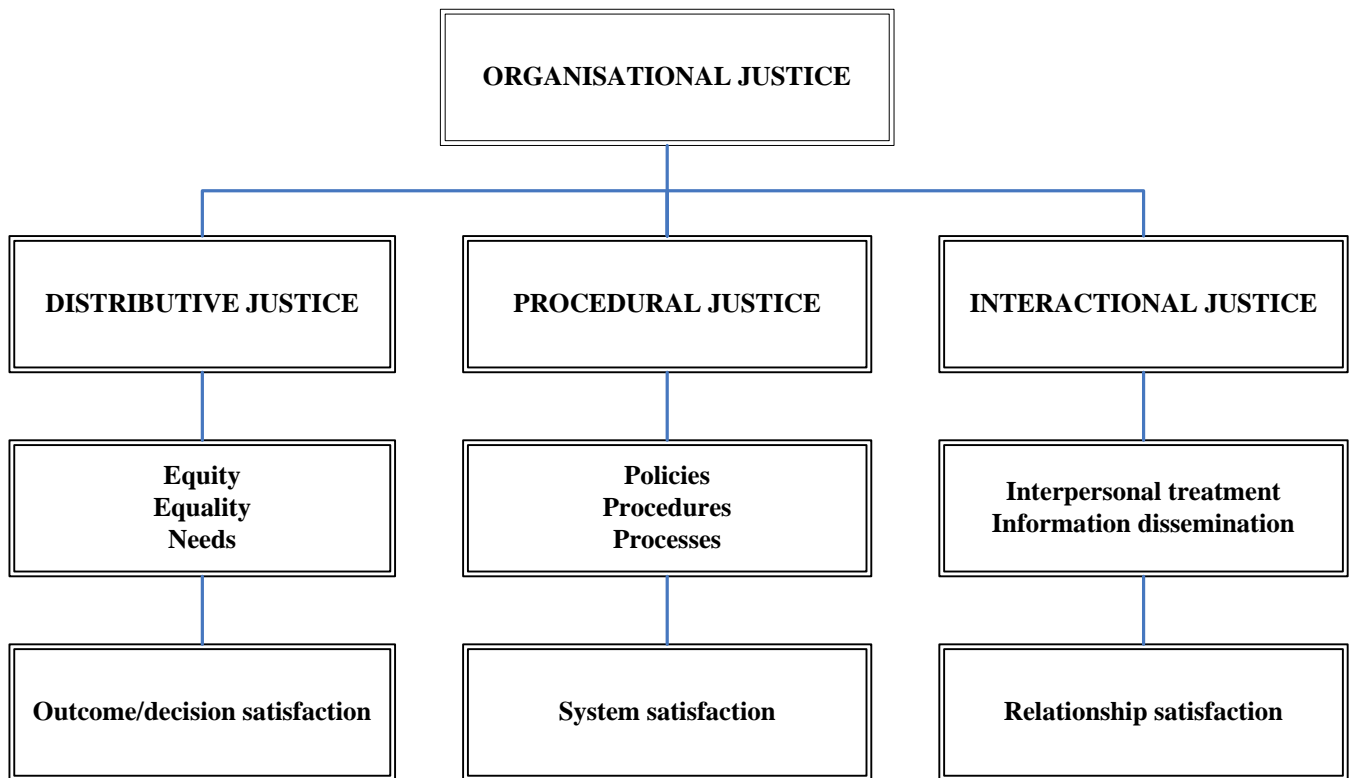 ORGANISATIONAL JUSTICE
DISTRIBUTIVE JUSTICE
PROCEDURAL JUSTICE
INTERACTIONAL JUSTICE
Equity
Equality
Needs
Policies
Procedures
Processes
Interpersonal treatment
Information dissemination
Outcome/decision satisfaction
System satisfaction
Relationship satisfaction